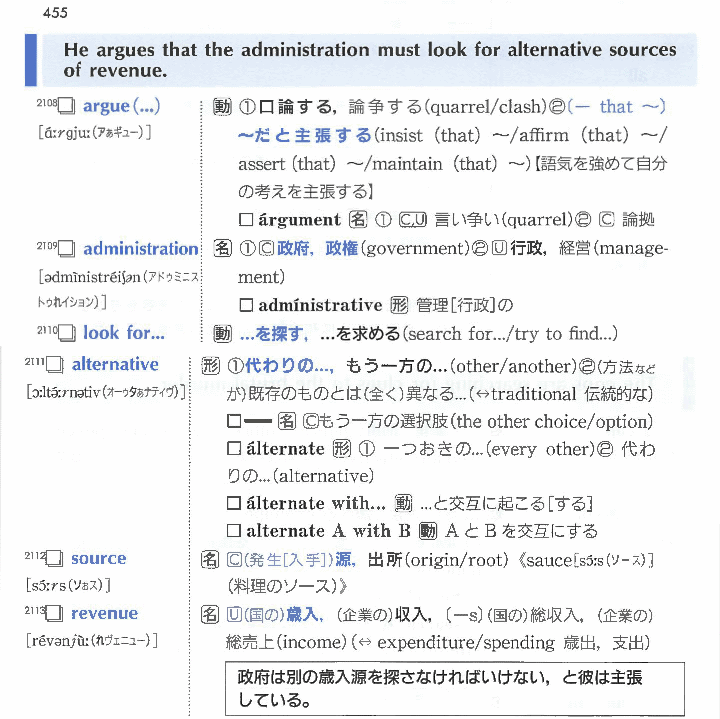 455
He argues that the administration must look for alternative sources
of revenue.
2108 □ argue(...) 動 ①口論する, 論争する(quarrel/clash)②(― that ～)
[ɑ́ːrgjuː(アぁギュー)] ～だと主張する(insist (that) ～/affirm (that) ～/
assert (that) ～/maintain (that) ～)【語気を強めて自分
の考えを主張する】
□ árgument 名 ① C,U 言い争い(quarrel)② C 論拠
2109 □ administration 名 ①C政府, 政権(government)②U行政, 経営(manage-
[ədmìnistréiʃən(アドゥミニス ment)
トゥれイション)] □ admínistrative 形 管理[行政]の
2110 □ look for... 動 ...を探す, ...を求める(search for.../try to find...)
2111 □ alternative 形 ①代わりの..., もう一方の...(other/another)②(方法など
[ɔːltə́ːrnətiv(オーゥタぁナティヴ)] が)既存のものとは(全く)異なる...(↔traditional 伝統的な)
□― 名 Cもう一方の選択肢(the other choice/option)
□ álternate 形 ① 一つおきの...(every other)② 代わ
りの...(alternative)
□ álternate with... 動 ...と交互に起こる[する]
□ alternate A with B 動 A と B を交互にする
2112 □ source 名 C(発生[入手])源, 出所(origin/root)《sauce[sɔ́ːs(ソース)]
[sɔ́ːrs(ソぉス)] (料理のソース)》
2113 □ revenue 名 U(国の)歳入, (企業の)収入, (―s)(国の)総収入, (企業の)
[révənjùː(れヴェニュー)] 総売上(income)(↔ expenditure/spending 歳出, 支出)
政府は別の歳入源を探さなければいけない, と彼は主張
している。